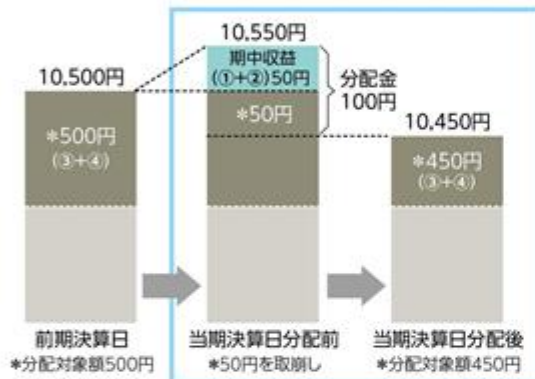 10,500円
*500円
(③+④)
前期決算日
*分配対象額500円
10,550円
期中収益
(①+②)50円
*50円
分配金
100円
当期決算日分配前
*50円を取崩し
10,450円
*450円
(③+④)
当期決算日分配後
*分配対象額450円